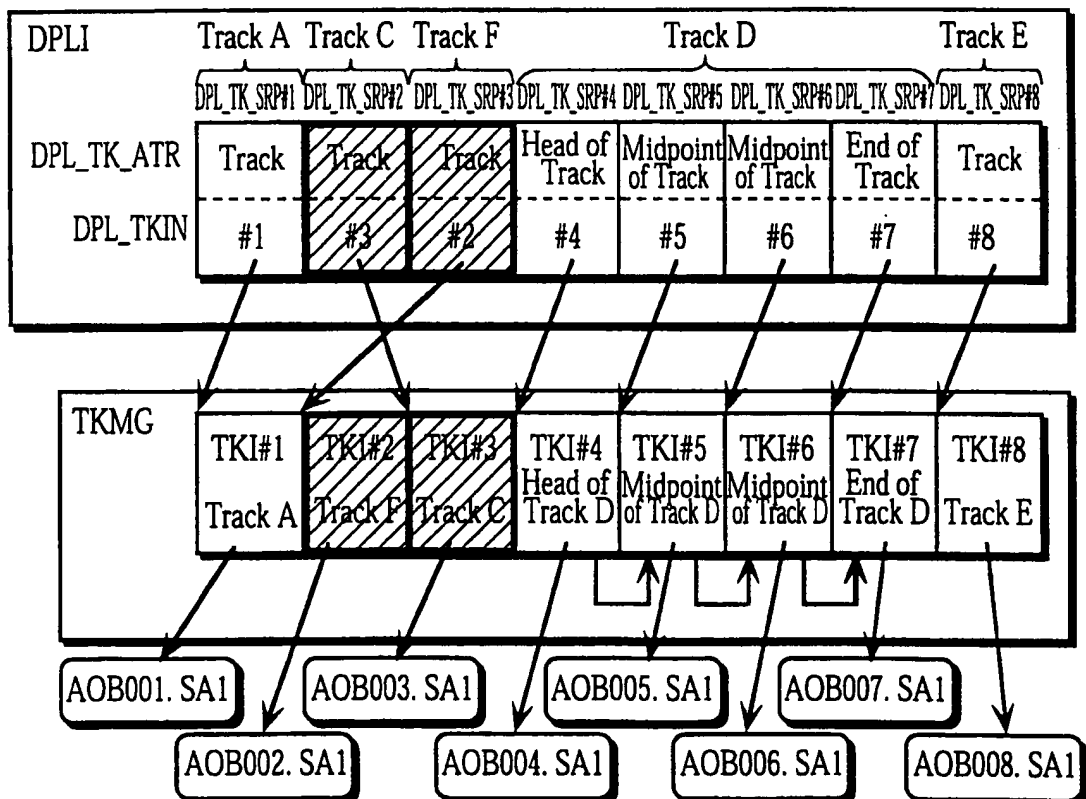 DPLI
Track A Track C Track F Track D Track E
DPL_TK_SRP#1 DPL_TK_SRP#2 DPL_TK_SRP#3 DPL_TK_SRP#4 DPL_TK_SRP#5 DPL_TK_SRP#6 DPL_TK_SRP#7 DPL_TK_SRP#8
DPL_TK_ATR
Track
Track
Track
Head of
Track
Midpoint
of Track
Midpoint
of Track
End of
Track
Track
DPL_TKIN
#1 #3 #2 #4 #5 #6 #7 #8
TKMG
TKI#1
Track A
TKI#2
Track F
TKI#3
Track C
TKI#4
Head of
Track D
TKI#5
Midpoint
of Track D
TKI#6
Midpoint
of Track D
TKI#7
End of
Track D
TKI#8
Track E
AOB001. SA1
AOB003. SA1
AOB005. SA1
AOB007. SA1
AOB002. SA1
AOB004. SA1
AOB006. SA1
AOB008. SA1